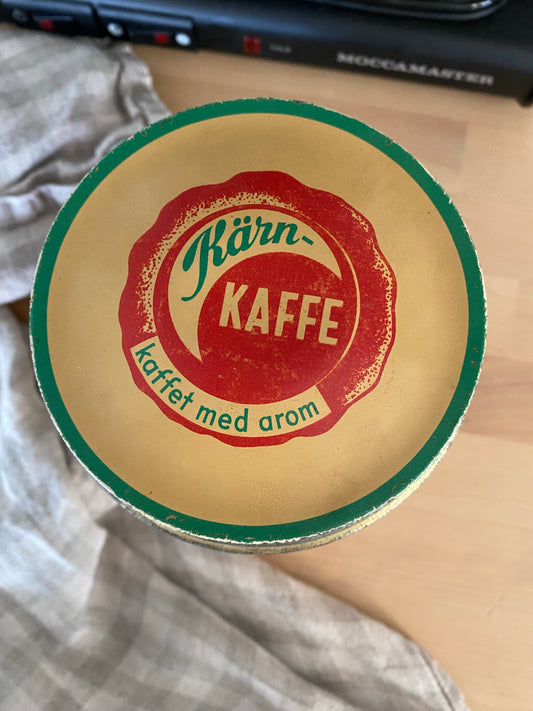 MOCCAMASTER
Kärn-
KAFFE
kaffet med arom